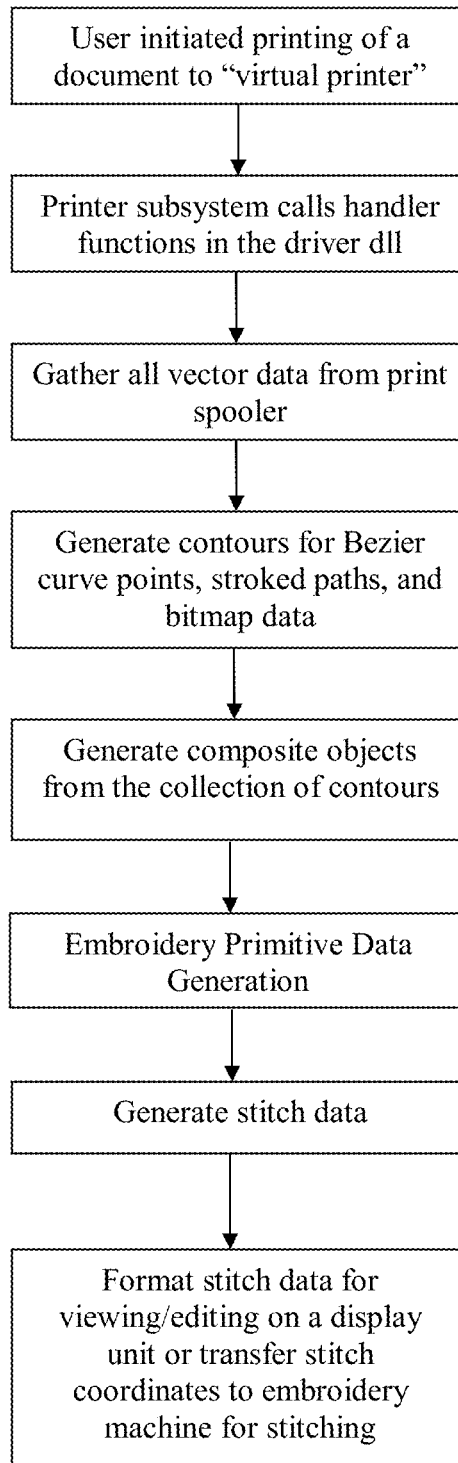 User initiated printing of a
document to “virtual printer”
Printer subsystem calls handler
functions in the driver dll
Gather all vector data from print
spooler
Generate contours for Bezier
curve points, stroked paths, and
bitmap data
Generate composite objects
from the collection of contours
Embroidery Primitive Data
Generation
Generate stitch data
Format stitch data for
viewing/editing on a display
unit or transfer stitch
coordinates to embroidery
machine for stitching